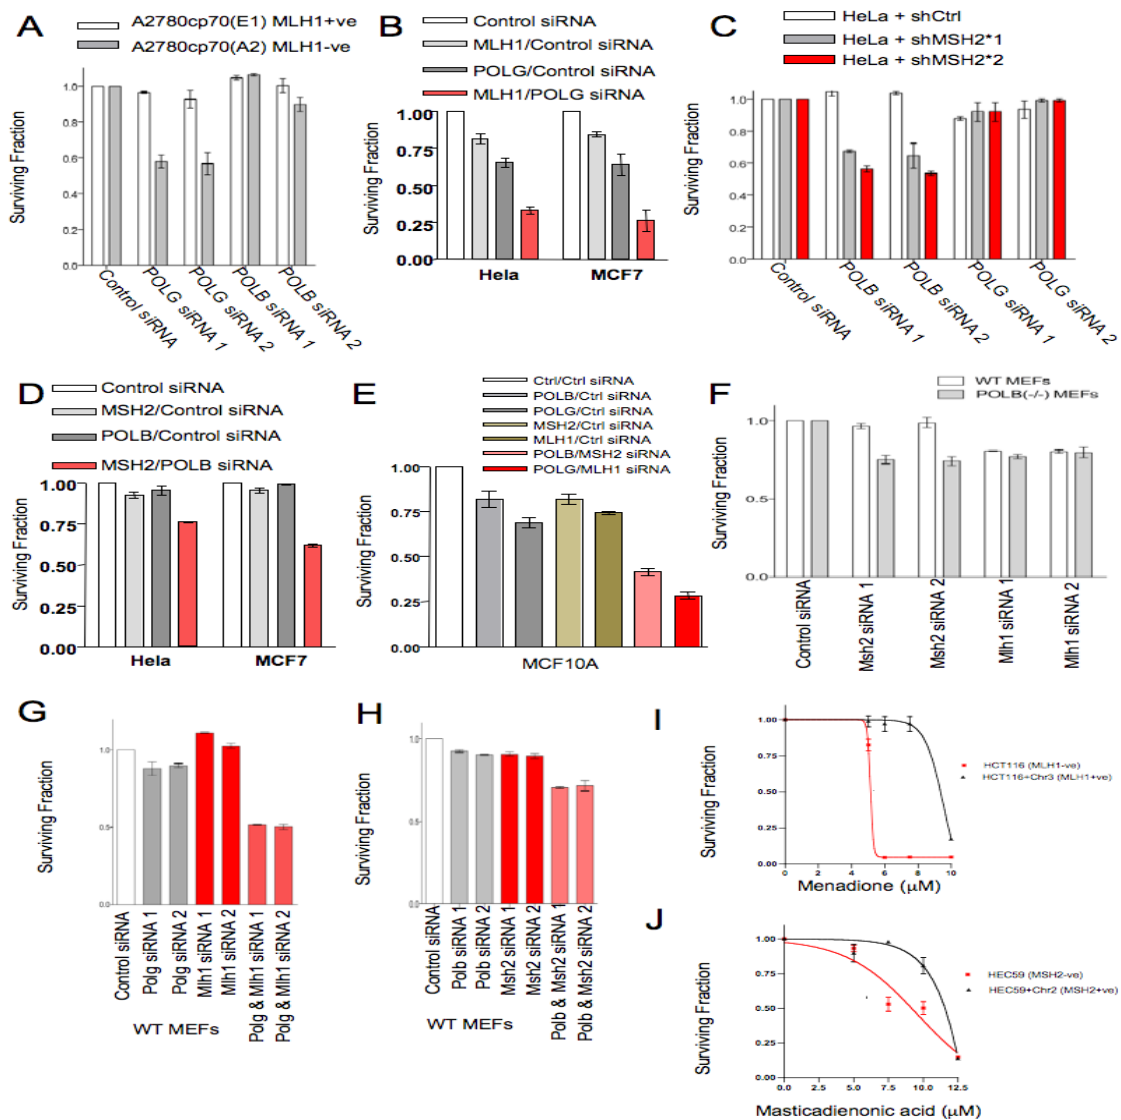 A
A2780cp70(E1) MLH1+ve
A2780cp70(A2) MLH1-ve
Surviving Fraction
1.0
0.8
0.6
0.4
0.2
0.0
Control siRNA
POLG siRNA 1
POLG siRNA 2
POLB siRNA 1
POLB siRNA 2
B
Control siRNA
MLH1/Control siRNA
POLG/Control siRNA
MLH1/POLG siRNA
Surviving Fraction
1.00
0.75
0.50
0.25
0.00
Hela
MCF7
C
HeLa + shCtrl
HeLa + shMSH2*1
HeLa + shMSH2*2
Surviving Fraction
1.0
0.8
0.6
0.4
0.2
0.0
Control siRNA
POLB siRNA 1
POLB siRNA 2
POLG siRNA 1
POLG siRNA 2
D
Control siRNA
MSH2/Control siRNA
POLB/Control siRNA
MSH2/POLB siRNA
Surviving Fraction
1.00
0.75
0.50
0.25
0.00
Hela
MCF7
E
Ctrl/Ctrl siRNA
POLB/Ctrl siRNA
POLG/Ctrl siRNA
MSH2/Ctrl siRNA
MLH1/Ctrl siRNA
POLB/MSH2 siRNA
POLG/MLH1 siRNA
Surviving Fraction
1.00
0.75
0.50
0.25
0.00
MCF10A
F
WT MEFs
POLB(-/-) MEFs
Surviving Fraction
1.0
0.5
0.0
Control siRNA
Msh2 siRNA 1
Msh2 siRNA 2
Mlh1 siRNA 1
Mlh1 siRNA 2
G
Surviving Fraction
1.0
0.5
0.0
Control siRNA
Polg siRNA 1
Polg siRNA 2
Mlh1 siRNA 1
Mlh1 siRNA 2
Polg & Mlh1 siRNA 1
Polg & Mlh1 siRNA 2
WT MEFs
H
Surviving Fraction
1.0
0.5
0.0
Control siRNA
Polb siRNA 1
Polb siRNA 2
Msh2 siRNA 1
Msh2 siRNA 2
Polb & Msh2 siRNA 1
Polb & Msh2 siRNA 2
WT MEFs
I
Surviving Fraction
1.00
0.75
0.50
0.25
0.00
0
2
4
6
8
10
Menadione (µM)
HCT116 (MLH1-ve)
HCT116+Chr3 (MLH1+ve)
J
Surviving Fraction
1.00
0.75
0.50
0.25
0.00
0.0
2.5
5.0
7.5
10.0
12.5
Masticadienonic acid (µM)
HEC59 (MSH2-ve)
HEC59+Chr2 (MSH2+ve)